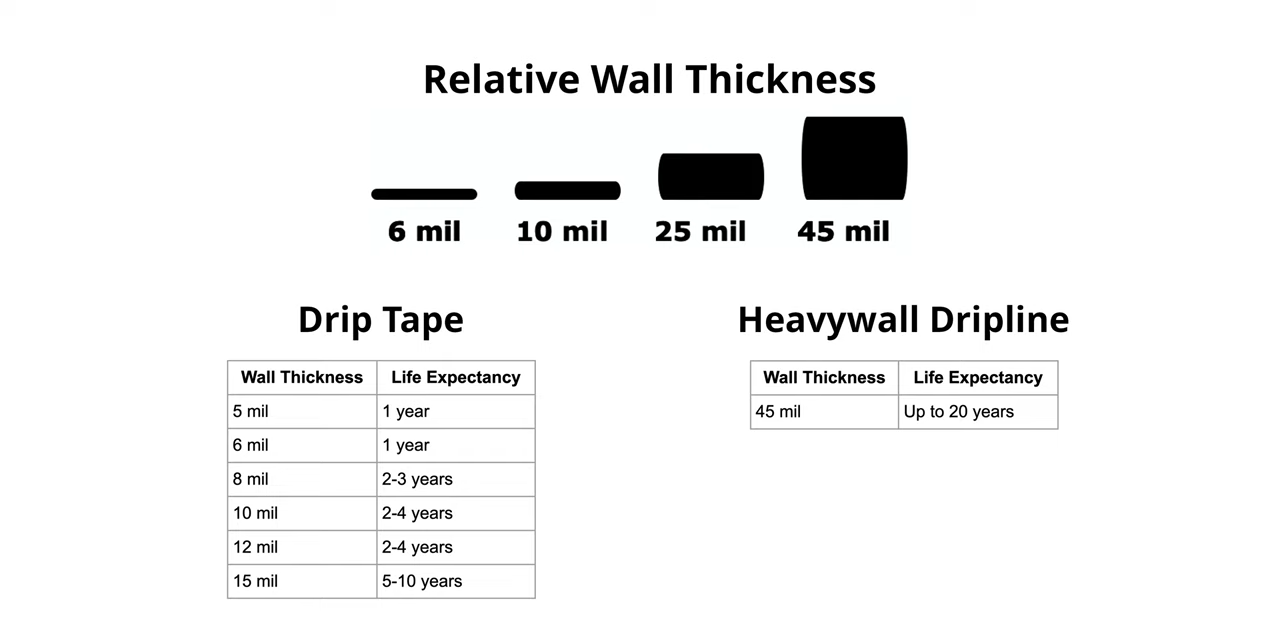 Relative Wall Thickness
6 mil 10 mil 25 mil 45 mil
Drip Tape
Wall Thickness Life Expectancy
5 mil 1 year
6 mil 1 year
8 mil 2-3 years
10 mil 2-4 years
12 mil 2-4 years
15 mil 5-10 years
Heavywall Dripline
Wall Thickness Life Expectancy
45 mil Up to 20 years